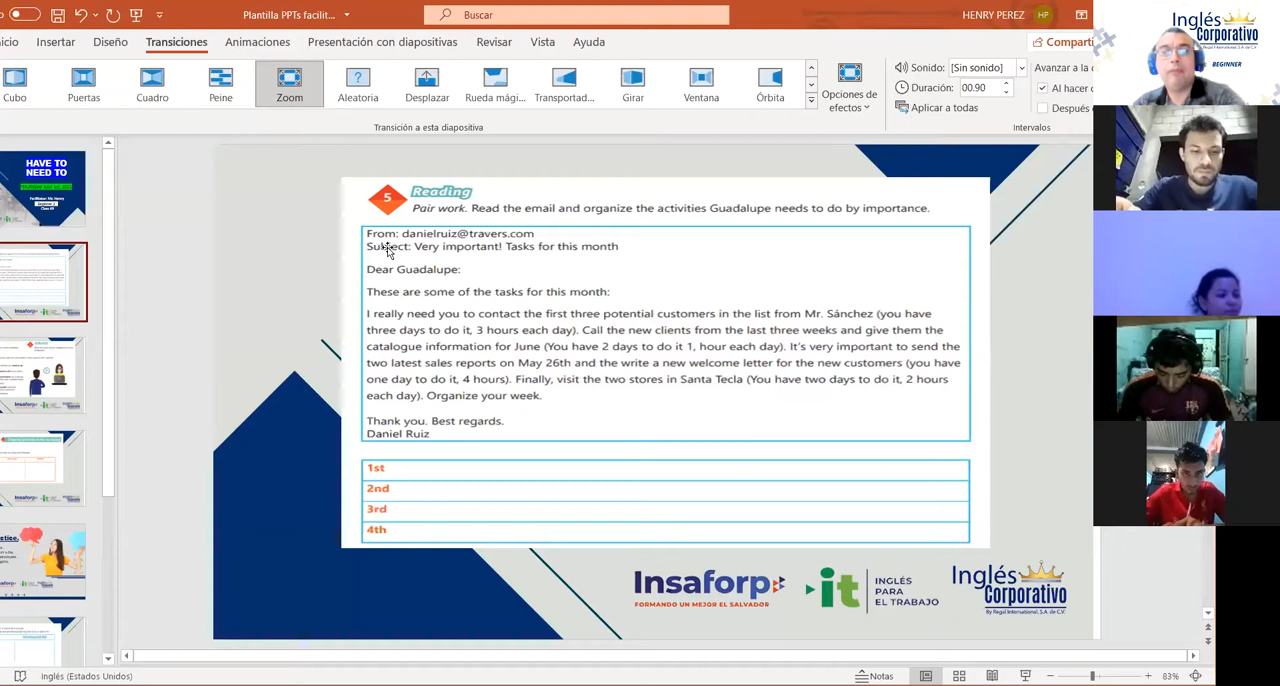 Plantilla PPTs facilit...
Buscar
HENRY PEREZ
HP
Insertar
Diseño
Transiciones
Animaciones
Presentación con diapositivas
Revisar
Vista
Ayuda
Cubo
Puertas
Cuadro
Peine
Zoom
Aleatoria
Desplazar
Rueda mági...
Transportad...
Girar
Ventana
Órbita
Opciones de
efectos
Sonido: [Sin sonido]
Duración: 00.90
Aplicar a todas
Avanzar a la
Al hacer
Después
Transición a esta diapositiva
Intervalos
HAVE TO
NEED TO
5
Reading
Pair work. Read the email and organize the activities Guadalupe needs to do by importance.
From: danielruiz@travers.com
Subject: Very important! Tasks for this month
Dear Guadalupe:
These are some of the tasks for this month:
I really need you to contact the first three potential customers in the list from Mr. Sánchez (you have
three days to do it, 3 hours each day). Call the new clients from the last three weeks and give them the
catalogue information for June (You have 2 days to do it 1, hour each day). It's very important to send the
two latest sales reports on May 26th and the write a new welcome letter for the new customers (you have
one day to do it, 4 hours). Finally, visit the two stores in Santa Tecla (You have two days to do it, 2 hours
each day). Organize your week.
Thank you. Best regards.
Daniel Ruiz
1st
2nd
3rd
4th
Insaforp
FORMANDO UN MEJOR EL SALVADOR
it
INGLÉS
PARA
EL TRABAJO
Inglés
Corporativo
By Regal International, S.A. de C.V.
Inglés
Corporativo
By Regal International, S.A. de C.V.
BEGINNER
Inglés (Estados Unidos)
Notas
83%